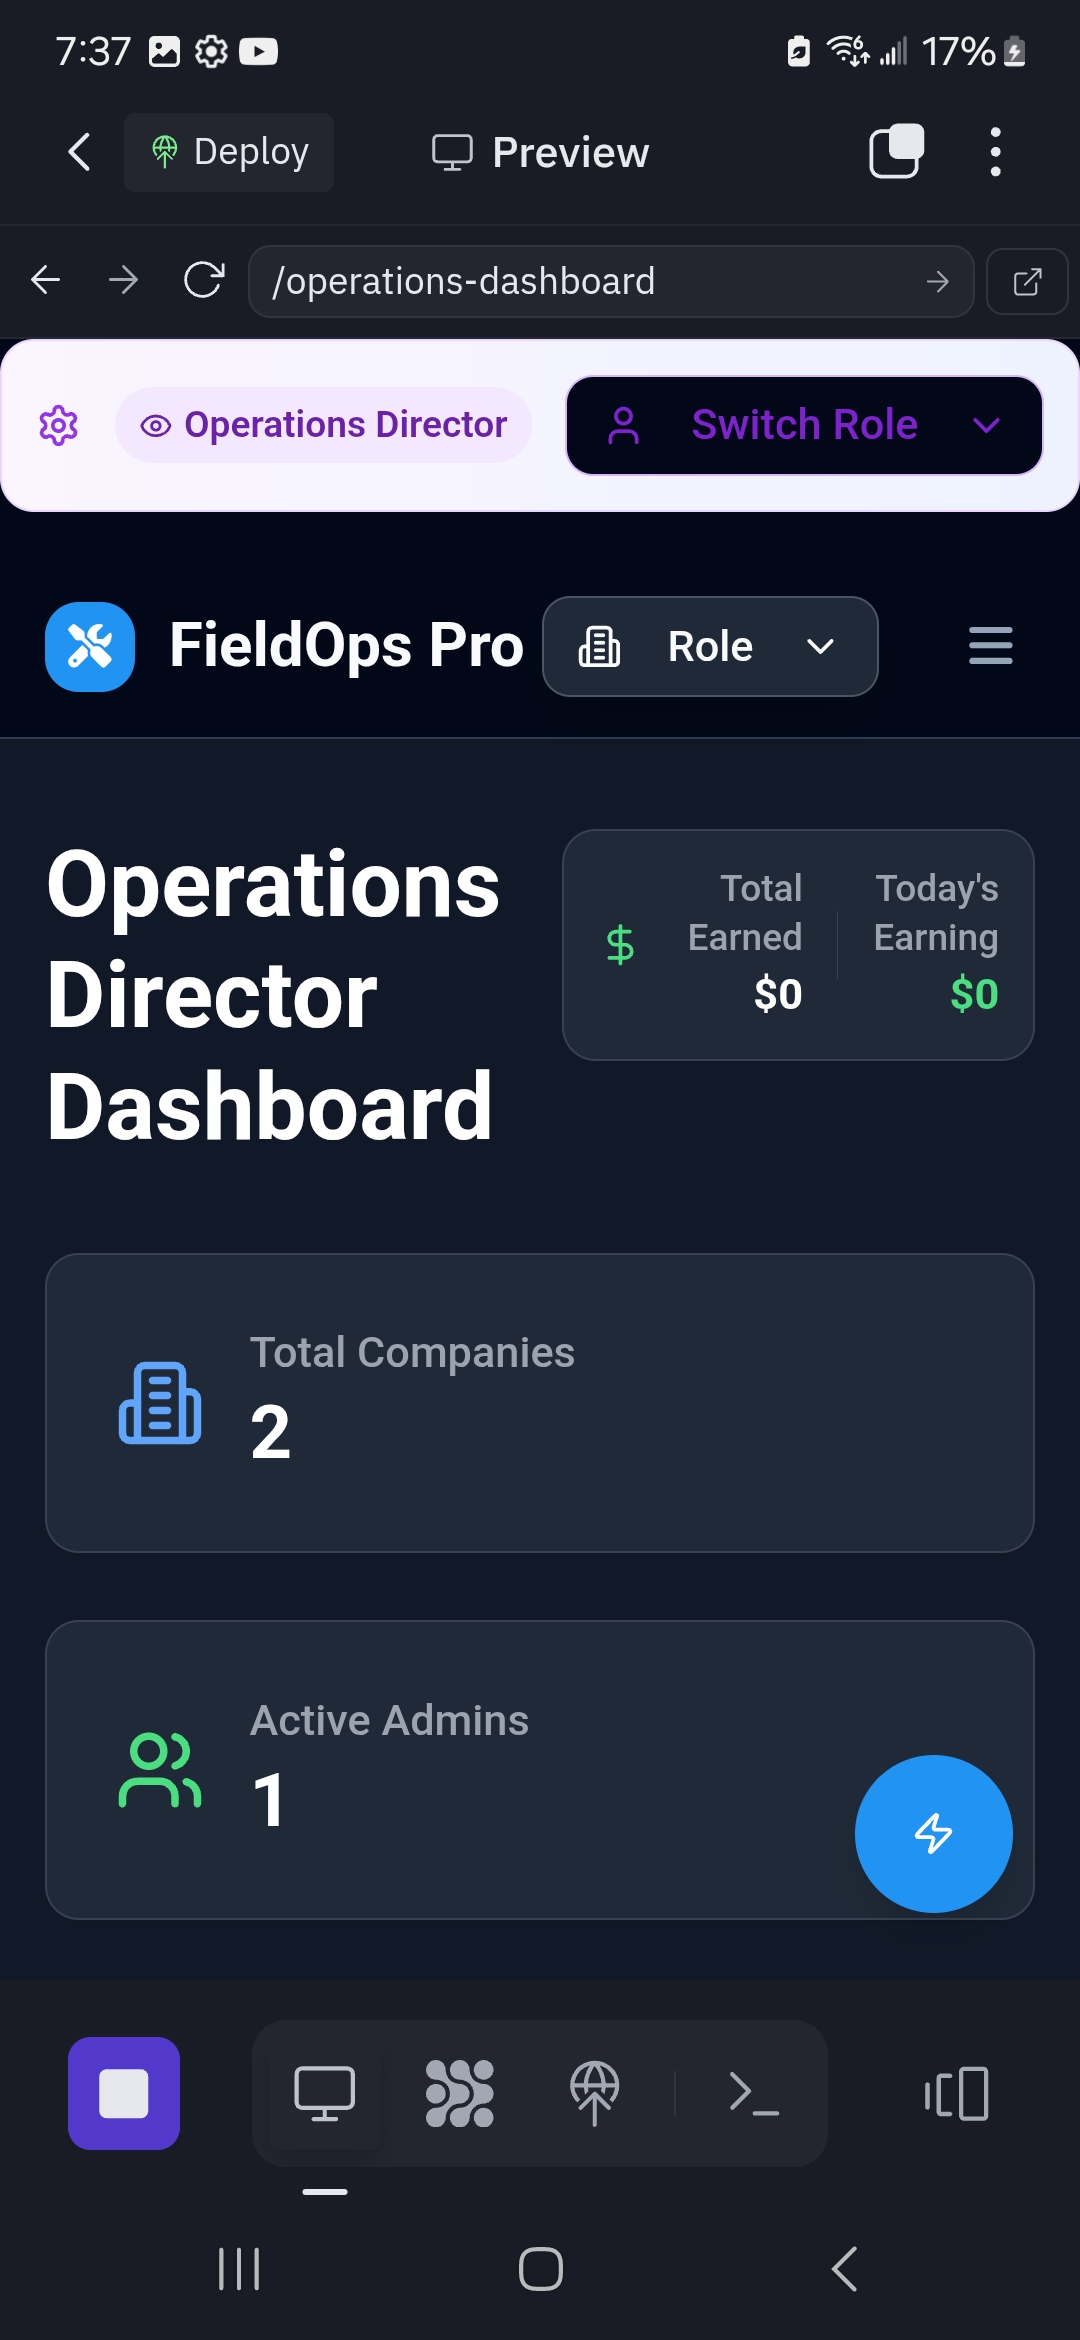 7:37
17%
Deploy
Preview
/operations-dashboard
Operations Director
Switch Role
FieldOps Pro
Role
Operations
Director
Dashboard
Total
Earned
$0
Today's
Earning
$0
Total Companies
2
Active Admins
1